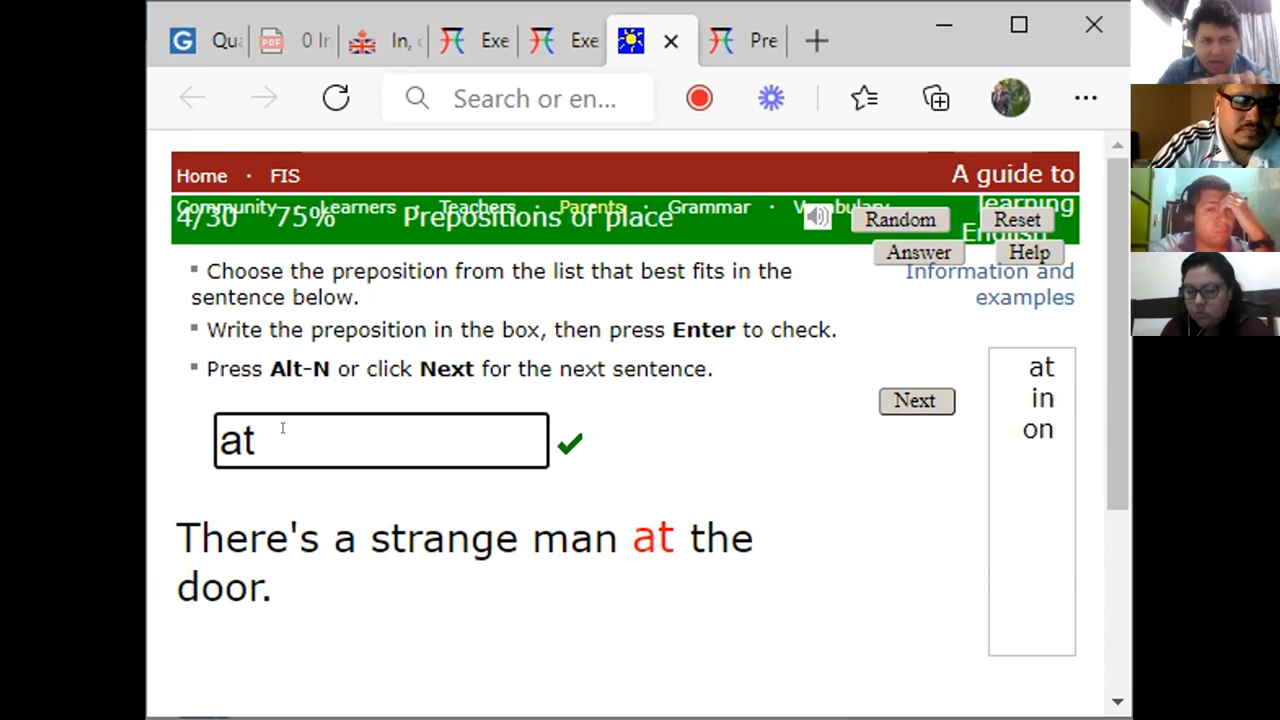 G Qua
PDF 0 In
In, c
Exe
Exe
Pre
Search or en...
Home · FIS
A guide to
learning
English
Community · Learners · Teachers · Parents · Grammar · Vocabulary
4/30 75% Prepositions of place
Random
Reset
Answer
Help
Information and
examples
Choose the preposition from the list that best fits in the
sentence below.
Write the preposition in the box, then press Enter to check.
Press Alt-N or click Next for the next sentence.
Next
at
in
on
at
There's a strange man at the
door.